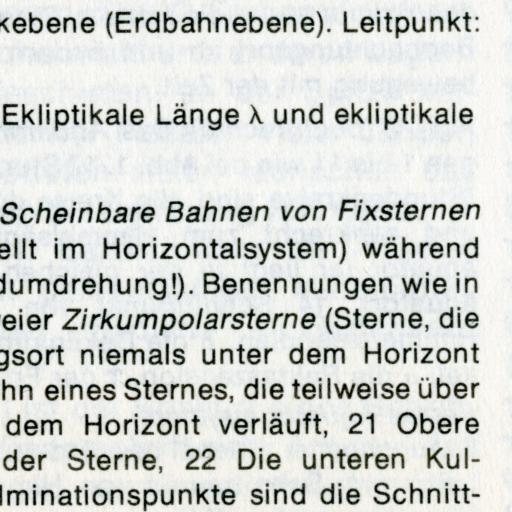 kebene (Erdbahnebene). Leitpunkt:
Ekliptikale Länge λ und ekliptikale
Scheinbare Bahnen von Fixsternen
ellt im Horizontalsystem) während
dumdrehung!). Benennungen wie in
eier Zirkumpolarsterne (Sterne, die
gsort niemals unter dem Horizont
hn eines Sternes, die teilweise über
dem Horizont verläuft, 21 Obere
der Sterne, 22 Die unteren Kul-
lminationspunkte sind die Schnitt-